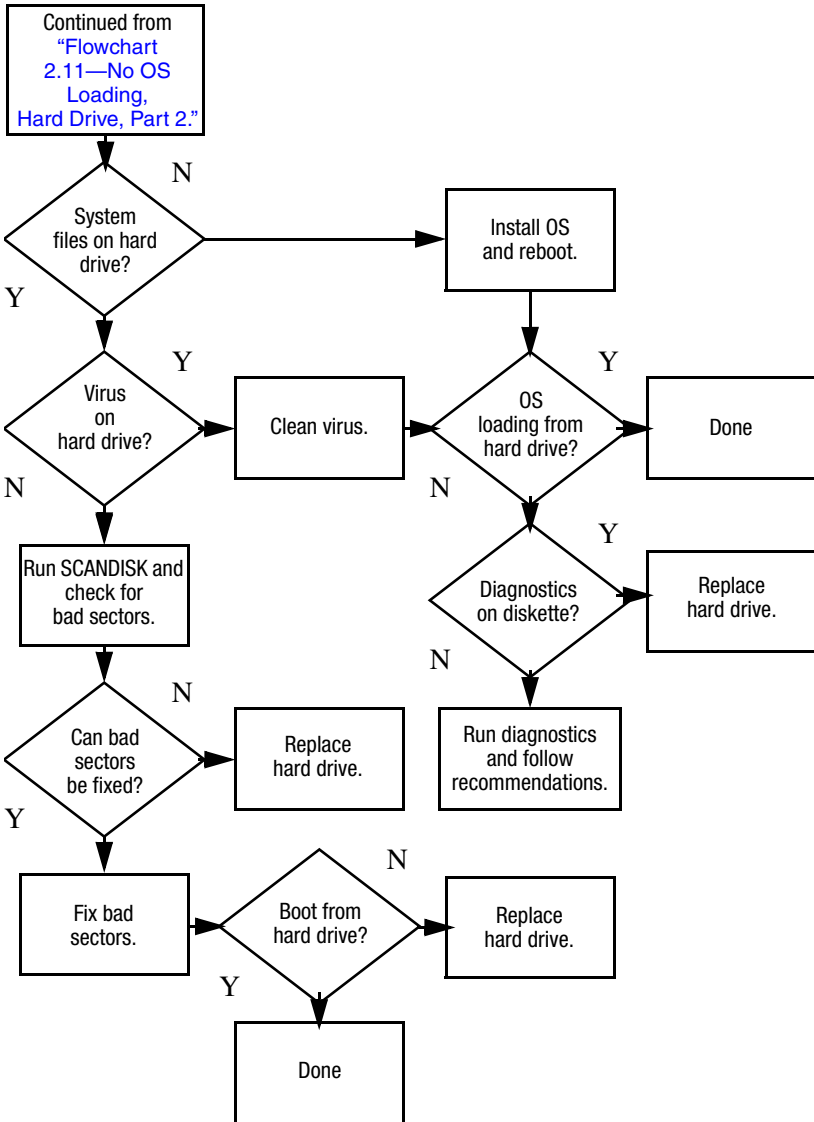 Continued from
“Flowchart
2.11—No OS
Loading,
Hard Drive, Part 2.”
N
System
files on hard
drive?
Install OS
and reboot.
Y
Y
Virus
on
hard drive?
Clean virus.
Y
OS
loading from
hard drive?
Done
N
N
Run SCANDISK and
check for
bad sectors.
Y
Diagnostics
on diskette?
Replace
hard drive.
N
N
Can bad
sectors
be fixed?
Replace
hard drive.
Run diagnostics
and follow
recommendations.
Y
Fix bad
sectors.
N
Boot from
hard drive?
Replace
hard drive.
Y
Done